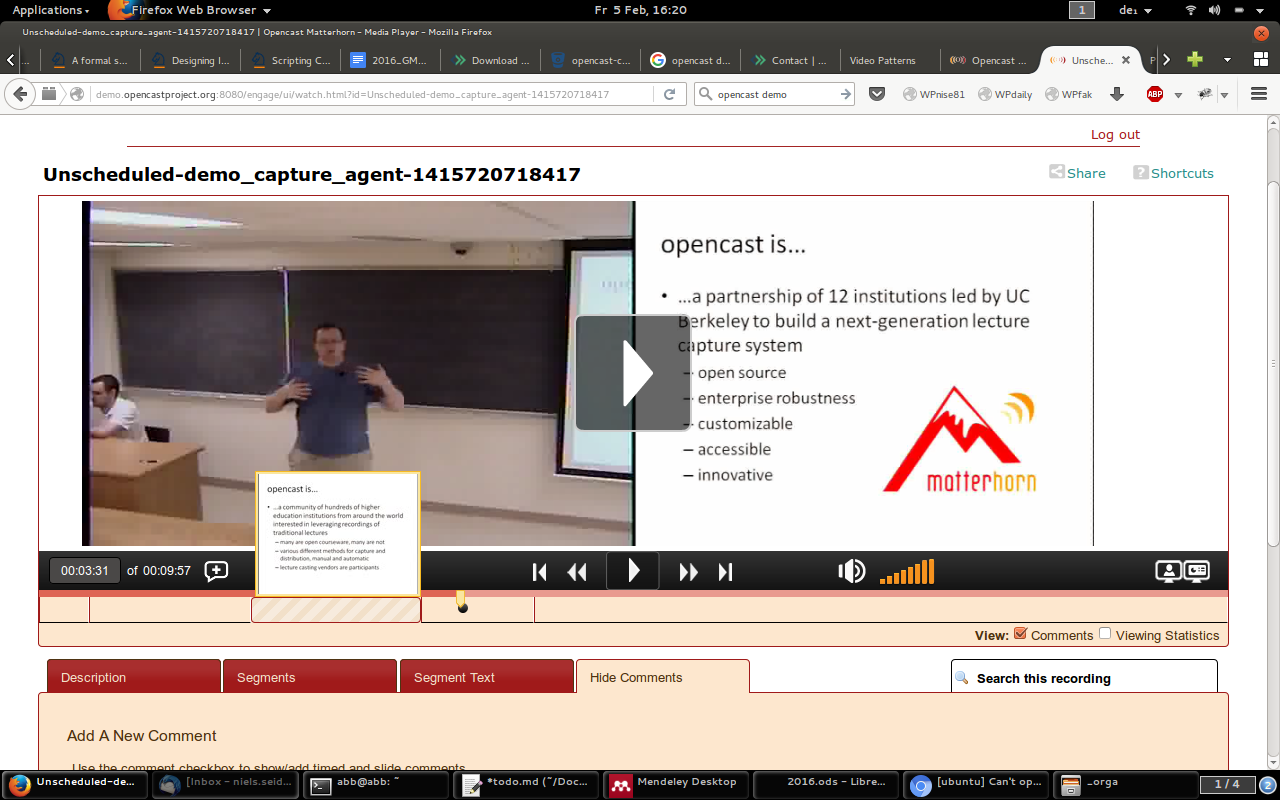 Applications
Firefox Web Browser
Fr 5 Feb, 16:20
1
de₁
Unscheduled-demo_capture_agent-1415720718417 | Opencast Matterhorn – Media Player – Mozilla Firefox
A formal s...
Designing I...
Scripting C...
2016_GM...
Download ...
opencast-c...
opencast d...
Contact | ...
Video Patterns
Opencast ...
Unsche...
demo.opencastproject.org:8080/engage/ui/watch.html?id=Unscheduled-demo_capture_agent-1415720718417
opencast demo
WPnise81
WPdaily
WPfak
ABP
Log out
Unscheduled-demo_capture_agent-1415720718417
Share
Shortcuts
opencast is...
• ...a partnership of 12 institutions led by UC
Berkeley to build a next-generation lecture
capture system
– open source
– enterprise robustness
– customizable
– accessible
– innovative
matterhorn
opencast is...
• ...a community of hundreds of higher
education institutions from around the world
interested in leveraging recordings of
traditional lectures
– many are open courseware, many are not
– various different methods for capture and
distribution, manual and automatic
– lecture casting vendors are participants
00:03:31 of 00:09:57
View: Comments Viewing Statistics
Description
Segments
Segment Text
Hide Comments
Search this recording
Add A New Comment
Use the comment checkbox to show/add timed and slide comments
Unscheduled-de...
[Inbox – niels.seid...
abb@abb: ~
*todo.md (~/Doc...
Mendeley Desktop
2016.ods – Libre...
[ubuntu] Can't op...
_orga
1 / 4
2